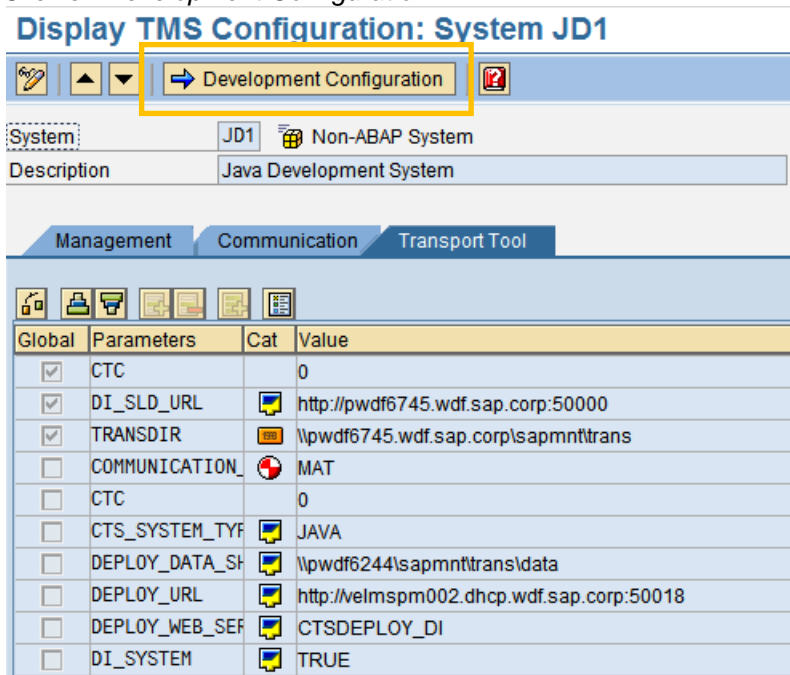 Display TMS Configuration: System JD1
Development Configuration
System JD1 Non-ABAP System
Description Java Development System
Management Communication Transport Tool
Global Parameters Cat Value
CTC 0
DI_SLD_URL http://pwdf6745.wdf.sap.corp:50000
TRANSDIR \\pwdf6745.wdf.sap.corp\sapmnt\trans
COMMUNICATION_ MAT
CTC 0
CTS_SYSTEM_TYP JAVA
DEPLOY_DATA_SH \\pwdf6244\sapmnt\trans\data
DEPLOY_URL http://velmspm002.dhcp.wdf.sap.corp:50018
DEPLOY_WEB_SER CTSDEPLOY_DI
DI_SYSTEM TRUE